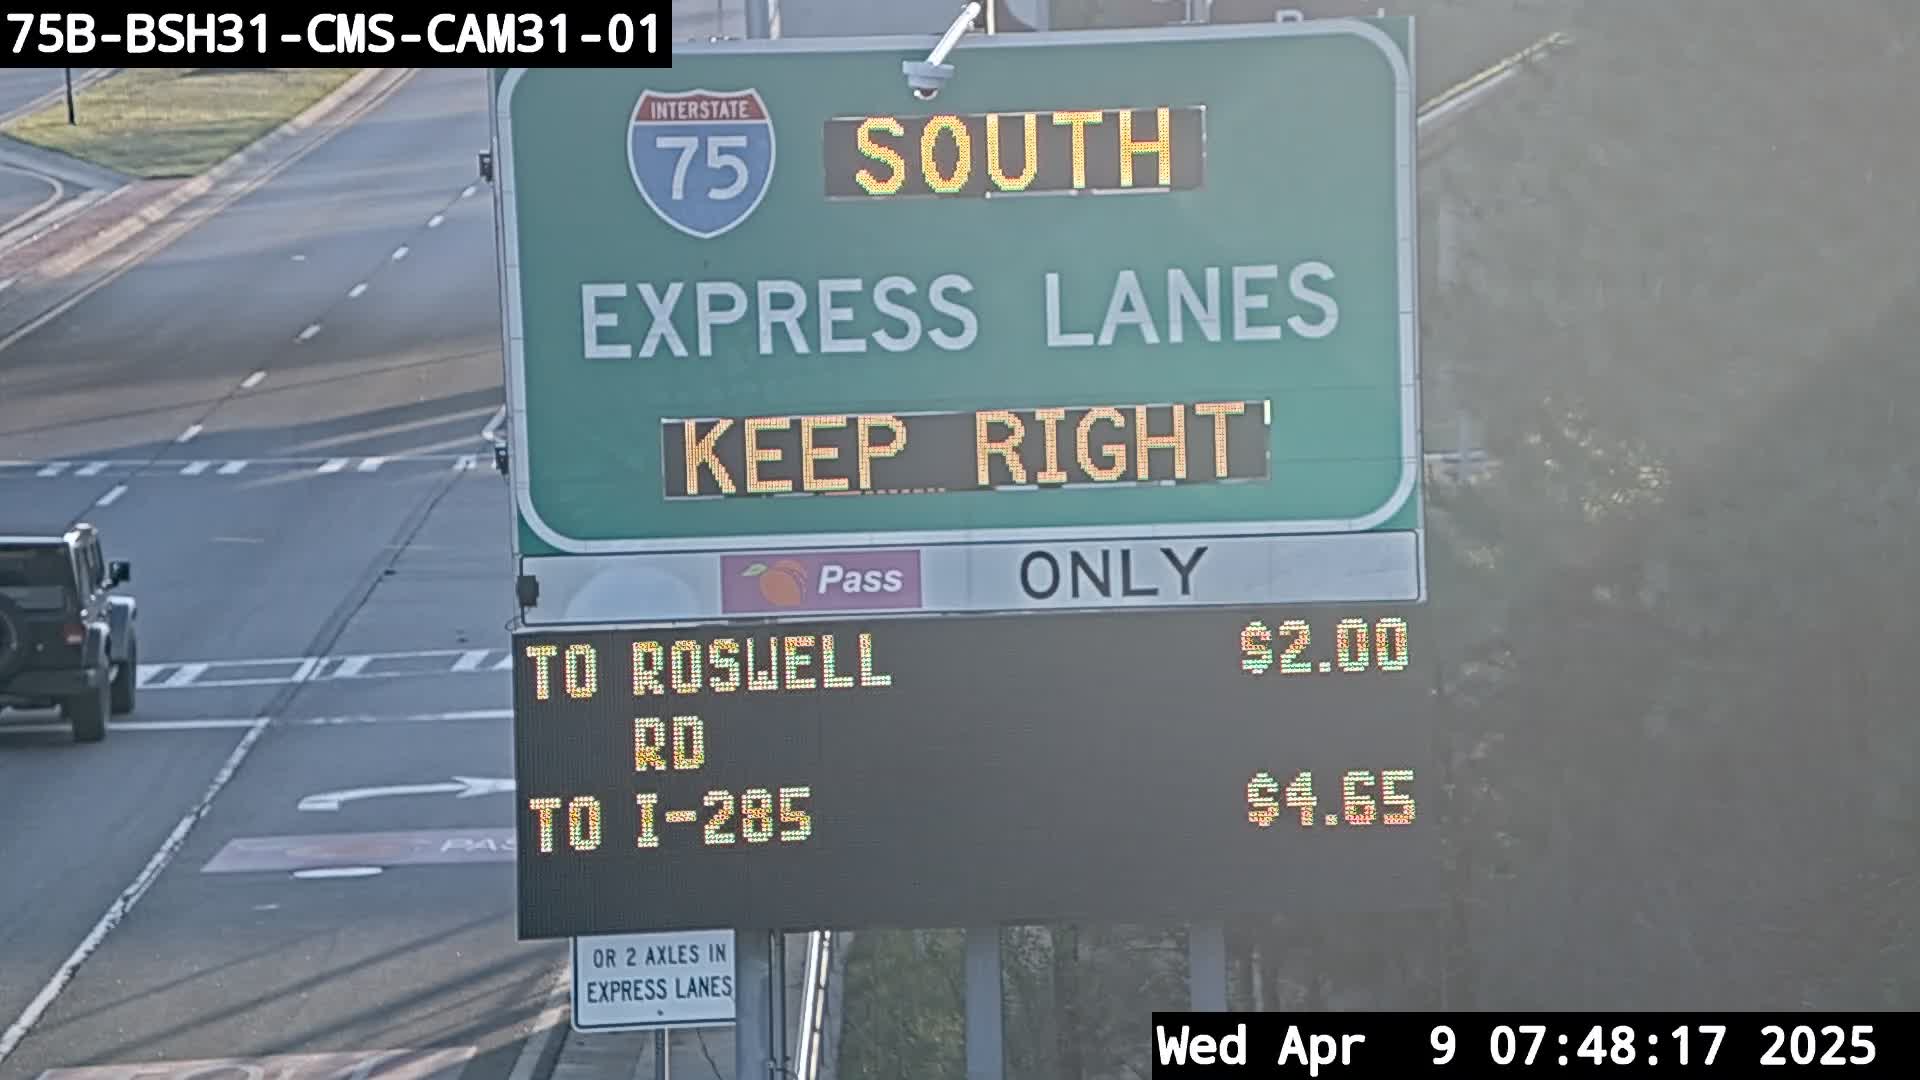 75B-BSH31-CMS-CAM31-01
INTERSTATE
75
SOUTH
EXPRESS LANES
KEEP RIGHT
Pass ONLY
TO ROSWELL $2.00
RD
TO I-285 $4.65
OR 2 AXLES IN
EXPRESS LANES
Wed Apr 9 07:48:17 2025